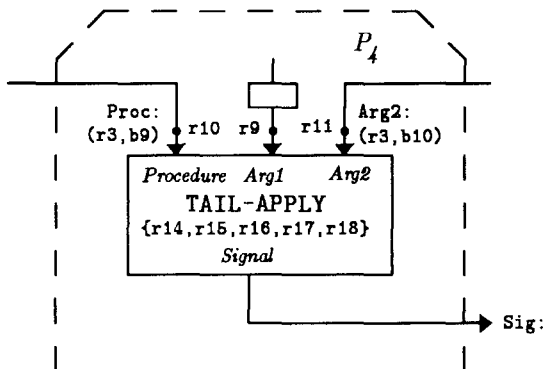 P4
Proc: r10 r9 r11 Arg2:
(r3,b9) (r3,b10)
Procedure Arg1 Arg2
TAIL-APPLY
{r14,r15,r16,r17,r18}
Signal
Sig: